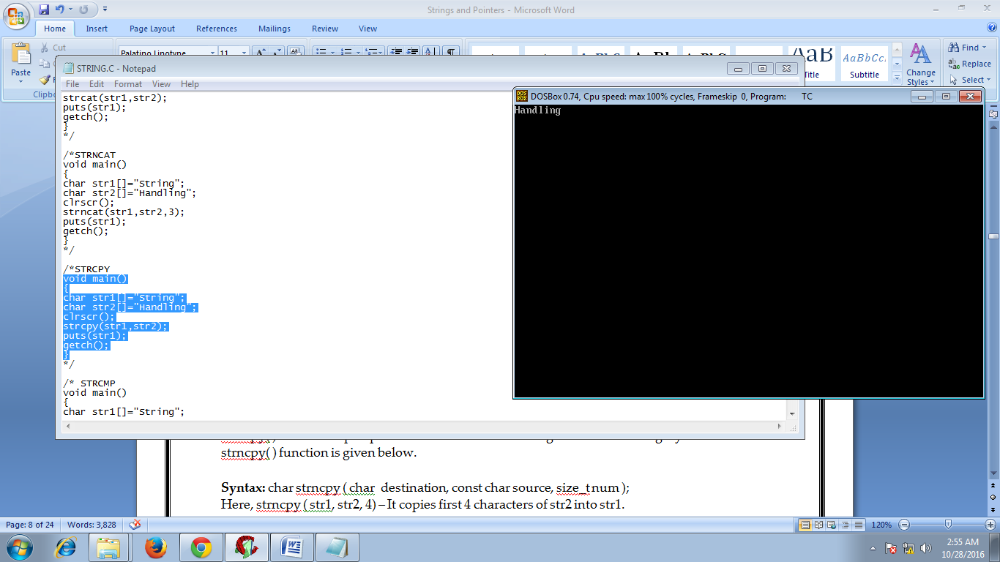 Strings and Pointers - Microsoft Word
Home Insert Page Layout References Mailings Review View
Cut
Paste
Palatino Linotype 11
Title Subtitle
AaBbCc.
Change Styles
Find
Replace
Select
STRING.C - Notepad
File Edit Format View Help
strcat(str1,str2);
puts(str1);
getch();
}
*/
/*STRNCAT
void main()
{
char str1[]="String";
char str2[]="Handling";
clrscr();
strncat(str1,str2,3);
puts(str1);
getch();
}
*/
/*STRCPY
void main()
{
char str1[]="String";
char str2[]="Handling";
clrscr();
strcpy(str1,str2);
puts(str1);
getch();
}
*/
/* STRCMP
void main()
{
char str1[]="String";
DOSBox 0.74, Cpu speed: max 100% cycles, Frameskip 0, Program: TC
Handling
strncpy( ) function is given below.
Syntax: char strncpy ( char destination, const char source, size_t num );
Here, strncpy ( str1, str2, 4) – It copies first 4 characters of str2 into str1.
Page: 8 of 24 Words: 3,828 120%
2:55 AM
10/28/2016